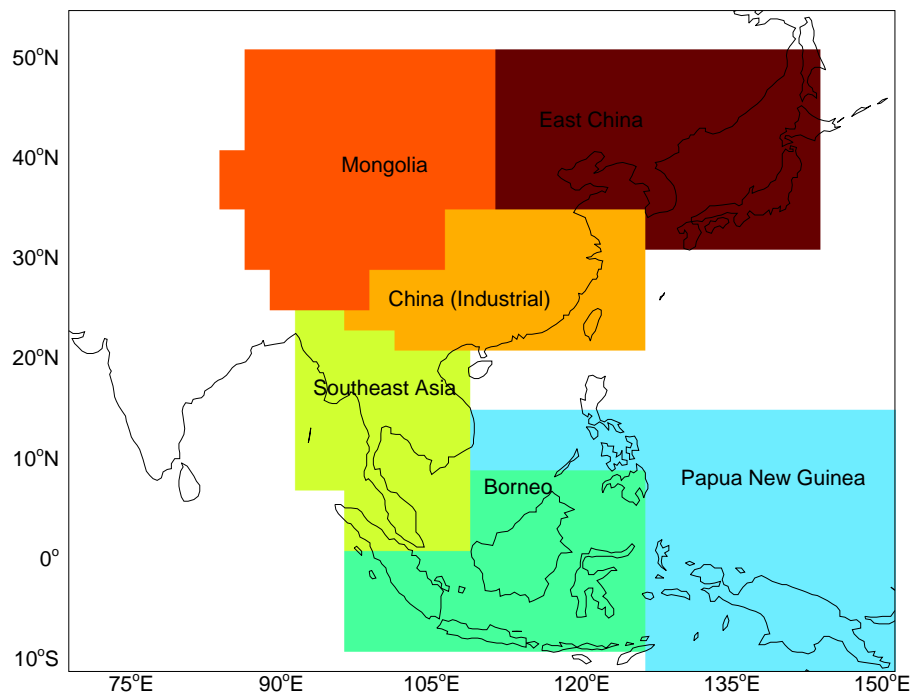 50°N
East China
40°N
Mongolia
30°N
China (Industrial)
20°N
Southeast Asia
10°N
Borneo
Papua New Guinea
0°
10°S
75°E 90°E 105°E 120°E 135°E 150°E